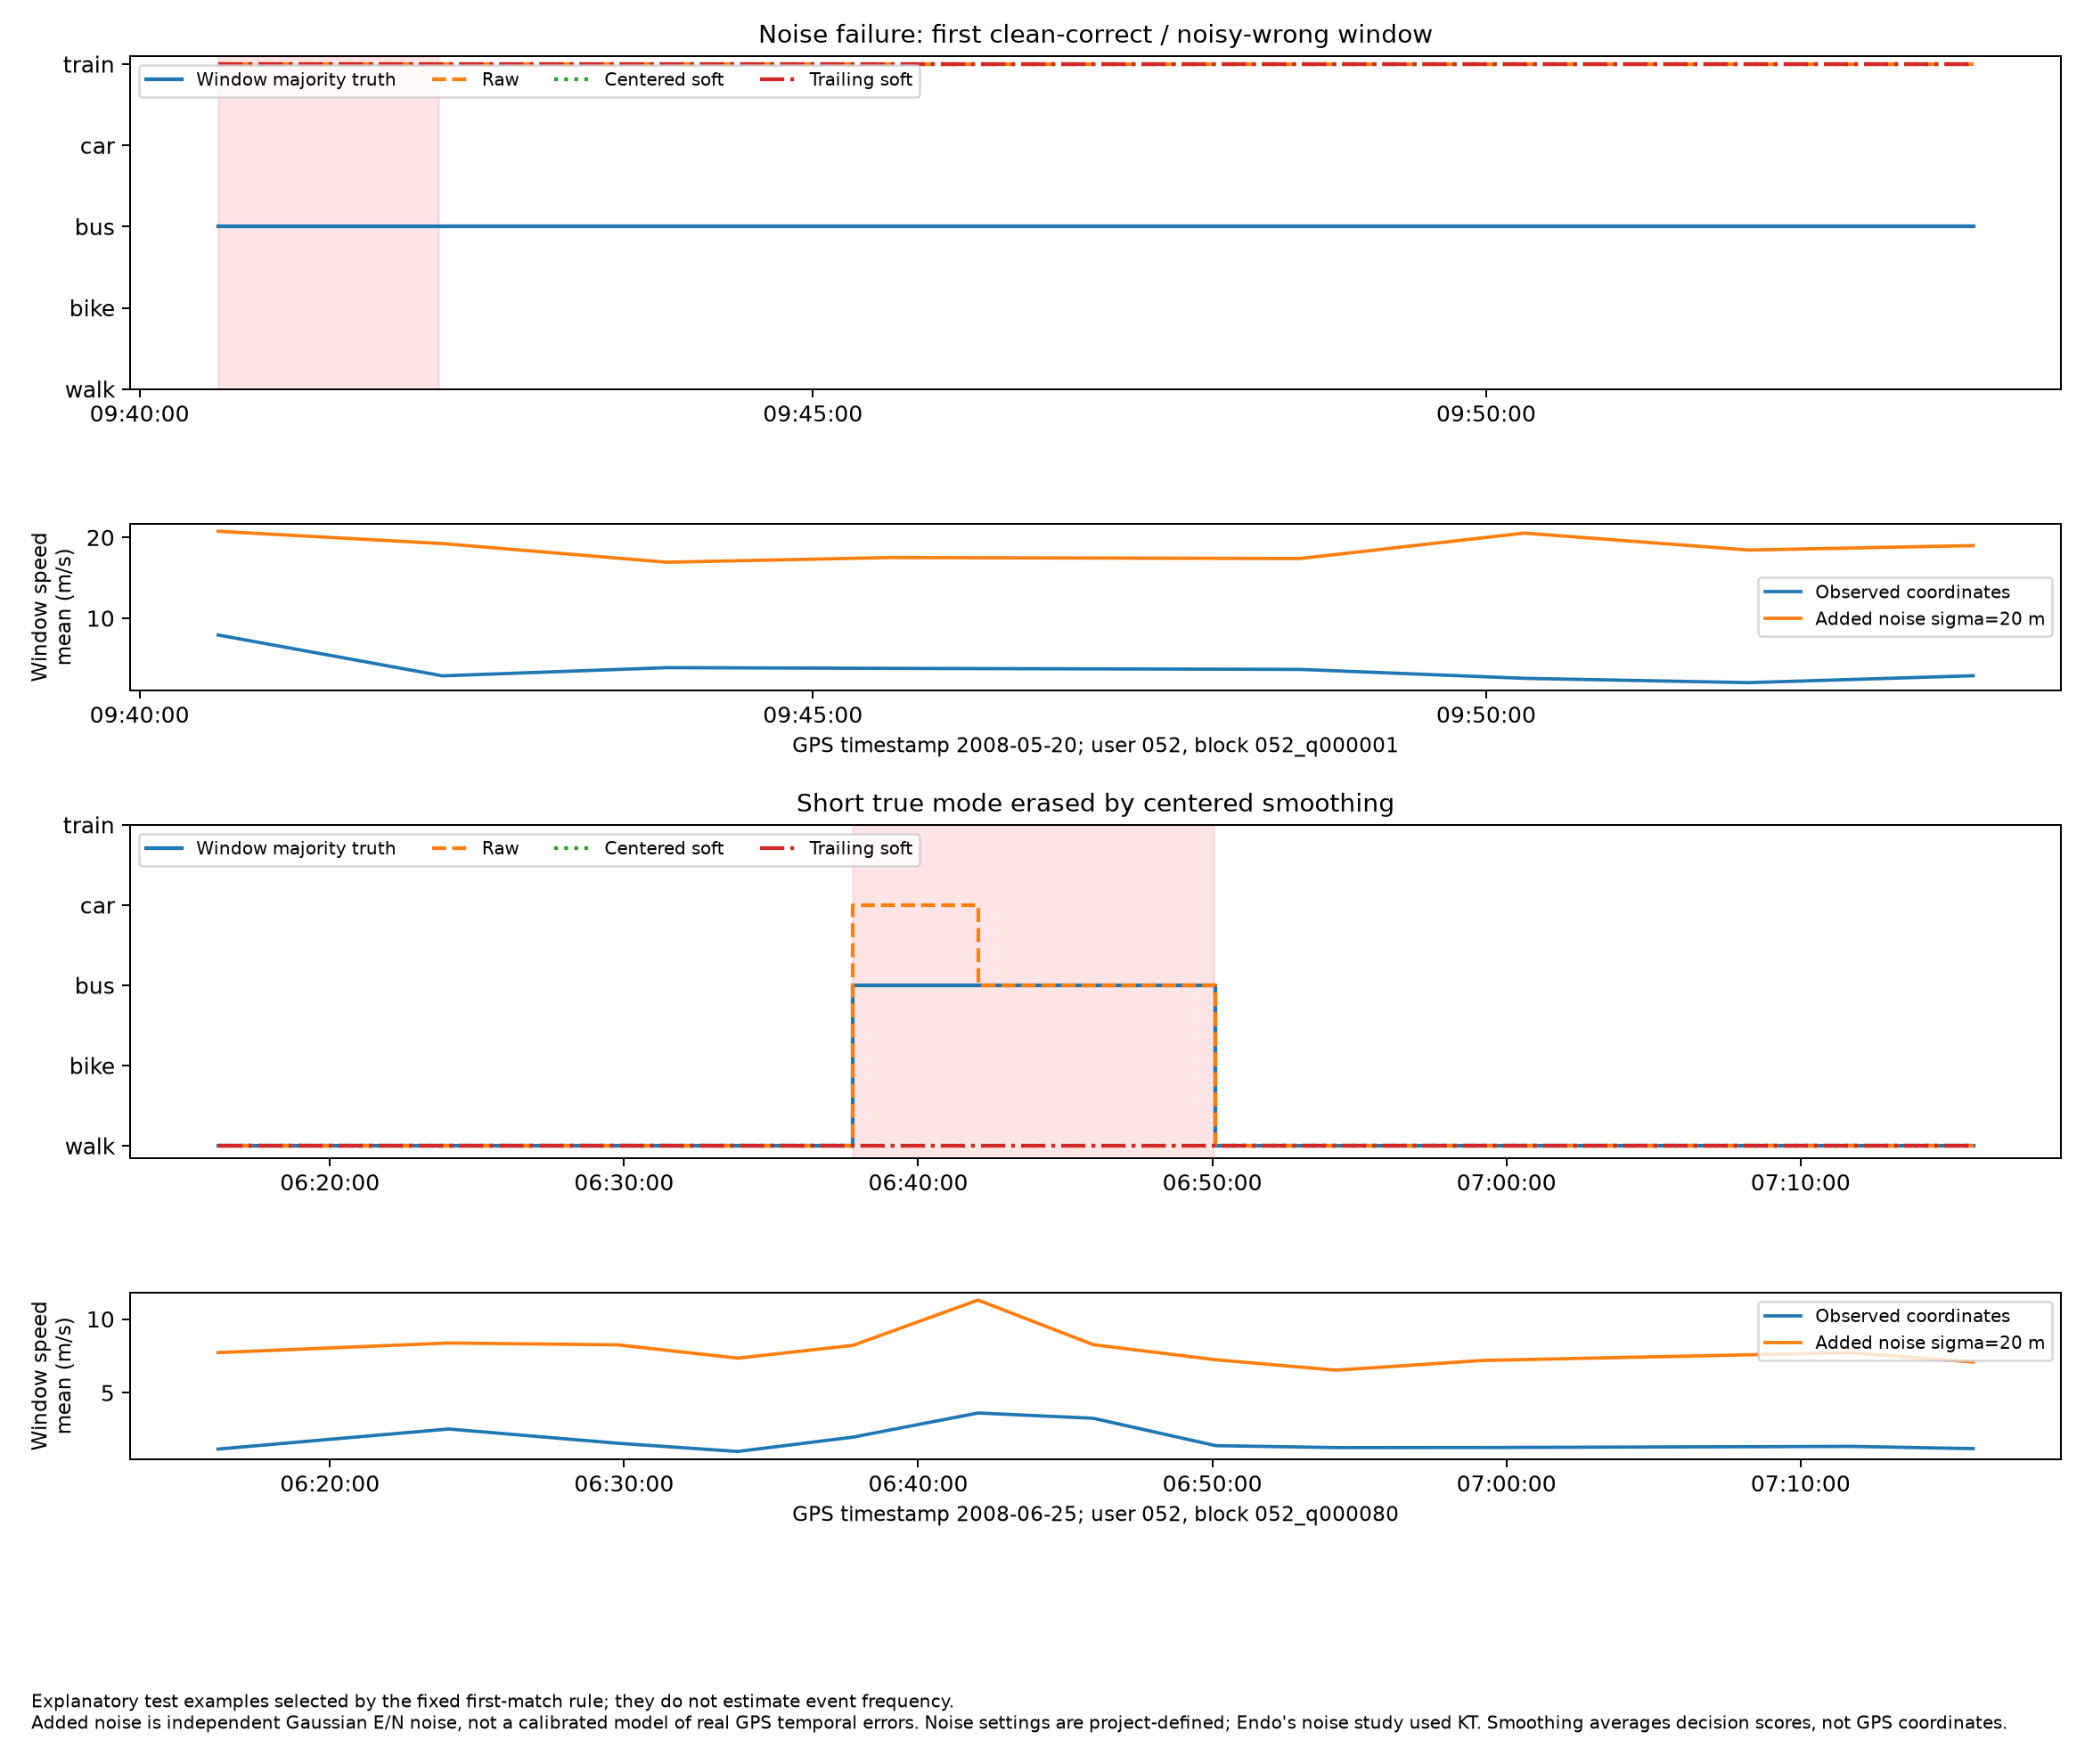 Noise failure: first clean-correct / noisy-wrong window
train
car
bus
bike
walk
Window majority truth Raw Centered soft Trailing soft
09:40:00 09:45:00 09:50:00
Window speed
mean (m/s)
20
10
Observed coordinates
Added noise sigma=20 m
09:40:00 09:45:00 09:50:00
GPS timestamp 2008-05-20; user 052, block 052_q000001
Short true mode erased by centered smoothing
train
car
bus
bike
walk
Window majority truth Raw Centered soft Trailing soft
06:20:00 06:30:00 06:40:00 06:50:00 07:00:00 07:10:00
Window speed
mean (m/s)
10
5
Observed coordinates
Added noise sigma=20 m
06:20:00 06:30:00 06:40:00 06:50:00 07:00:00 07:10:00
GPS timestamp 2008-06-25; user 052, block 052_q000080
Explanatory test examples selected by the fixed first-match rule; they do not estimate event frequency.
Added noise is independent Gaussian E/N noise, not a calibrated model of real GPS temporal errors. Noise settings are project-defined; Endo's noise study used KT. Smoothing averages decision scores, not GPS coordinates.